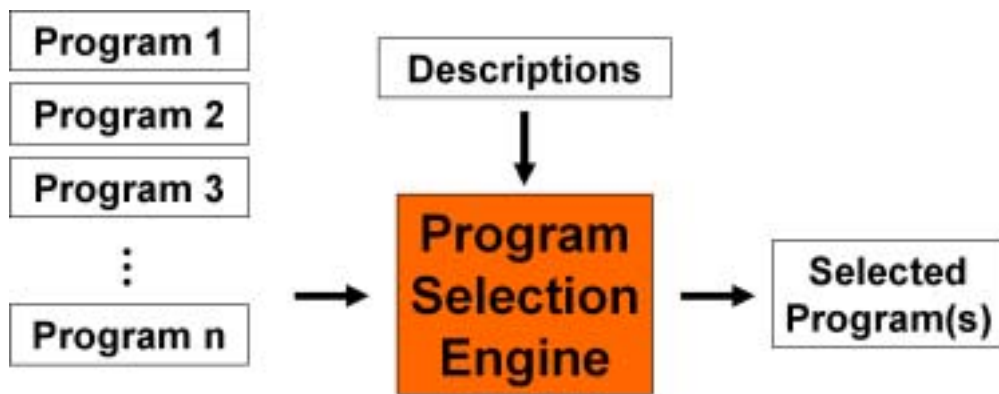 Program 1
Program 2
Program 3
⋮
Program n
Descriptions
Program
Selection
Engine
Selected
Program(s)